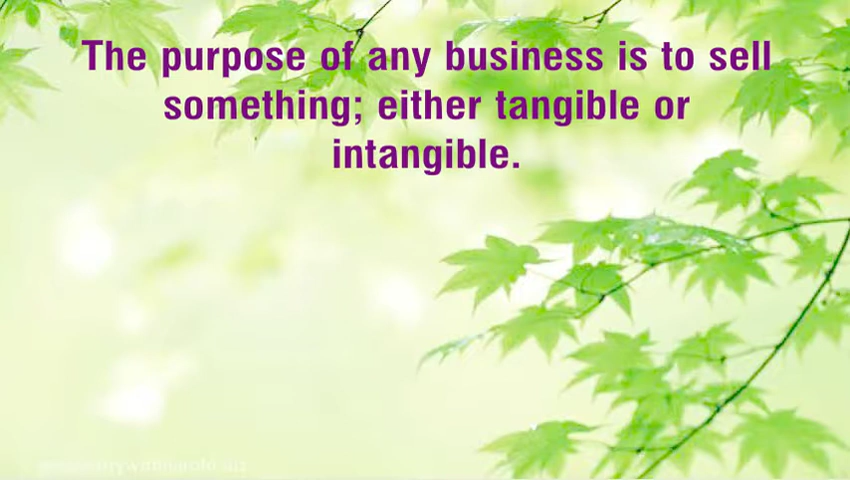 The purpose of any business is to sell
something; either tangible or
intangible.